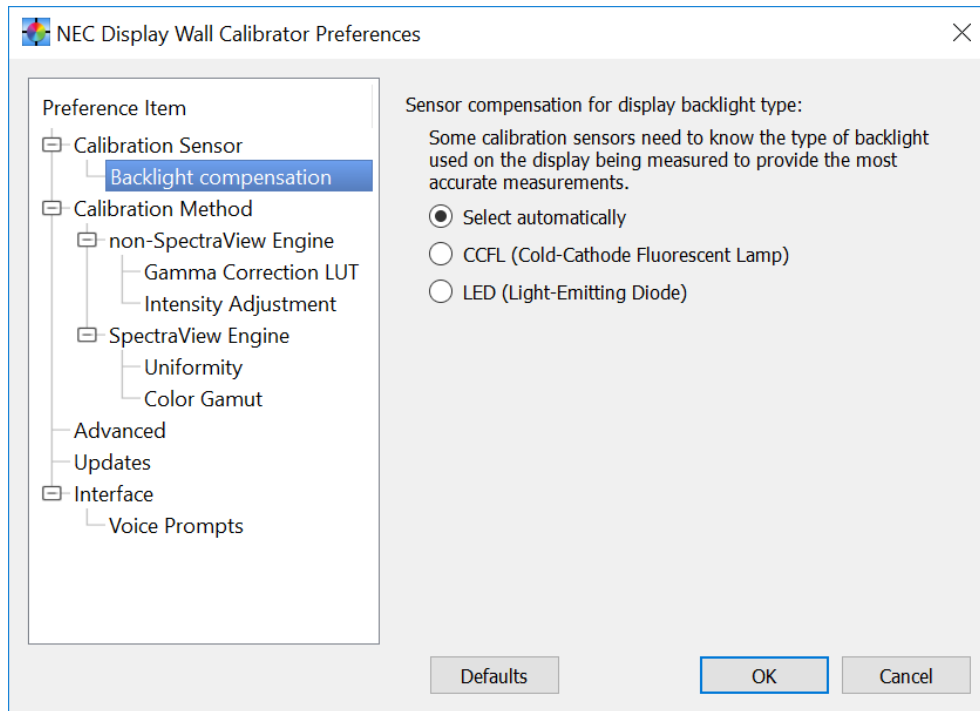 NEC Display Wall Calibrator Preferences
Preference Item
Calibration Sensor
Backlight compensation
Calibration Method
non-SpectraView Engine
Gamma Correction LUT
Intensity Adjustment
SpectraView Engine
Uniformity
Color Gamut
Advanced
Updates
Interface
Voice Prompts
Sensor compensation for display backlight type:
Some calibration sensors need to know the type of backlight
used on the display being measured to provide the most
accurate measurements.
Select automatically
CCFL (Cold-Cathode Fluorescent Lamp)
LED (Light-Emitting Diode)
Defaults
OK
Cancel